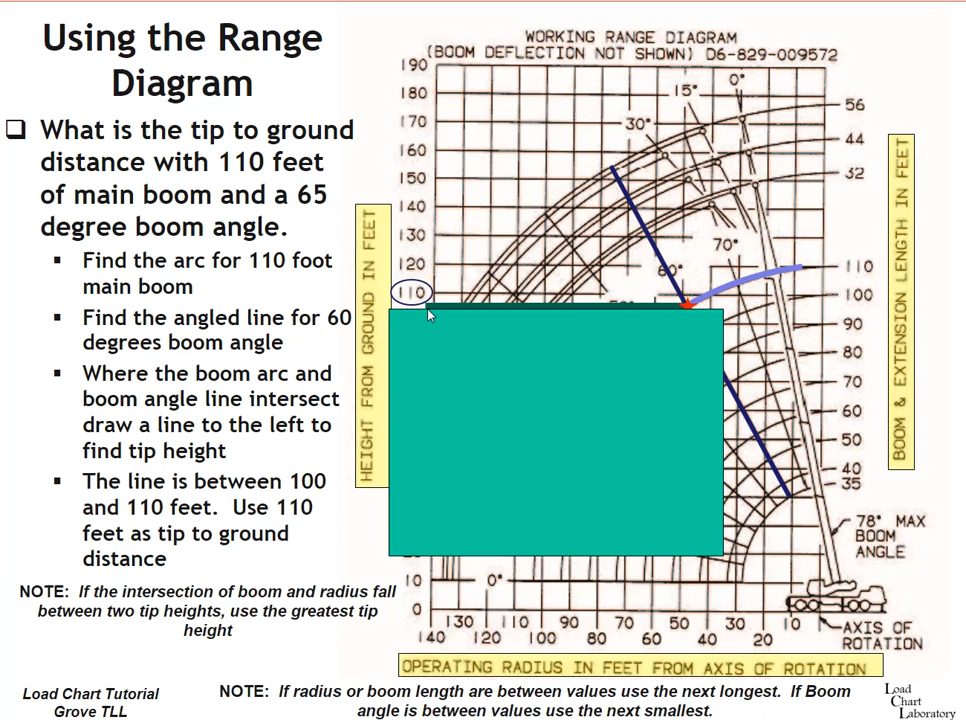 Using the Range
Diagram
What is the tip to ground
distance with 110 feet
of main boom and a 65
degree boom angle.
Find the arc for 110 foot
main boom
Find the angled line for 60
degrees boom angle
Where the boom arc and
boom angle line intersect
draw a line to the left to
find tip height
The line is between 100
and 110 feet. Use 110
feet as tip to ground
distance
NOTE: If the intersection of boom and radius fall
between two tip heights, use the greatest tip
height
Load Chart Tutorial
Grove TLL
WORKING RANGE DIAGRAM
(BOOM DEFLECTION NOT SHOWN) D6-829-009572
190
180
170
160
150
140
130
120
110
10
0
HEIGHT FROM GROUND IN FEET
0°
15°
30°
56
44
32
70°
60°
110
100
90
80
70
60
50
40
35
BOOM & EXTENSION LENGTH IN FEET
78° MAX
BOOM
ANGLE
0°
130 110 90 70 50 30 10
140 120 100 80 60 40 20
AXIS OF
ROTATION
OPERATING RADIUS IN FEET FROM AXIS OF ROTATION
NOTE: If radius or boom length are between values use the next longest. If Boom
angle is between values use the next smallest.
Load
Chart
Laboratory